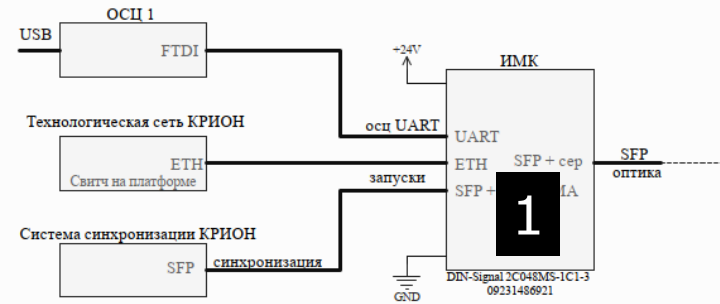 ОСЦ 1
USB
FTDI
+24V
ИМК
Технологическая сеть КРИОН
осц UART
UART
ETH
Свитч на платформе
ETH
SFP + сер
SFP
оптика
запуски
SFP +
1
Система синхронизации КРИОН
SFP
синхронизация
GND
DIN-Signal 2C048MS-1C1-3
09231486921